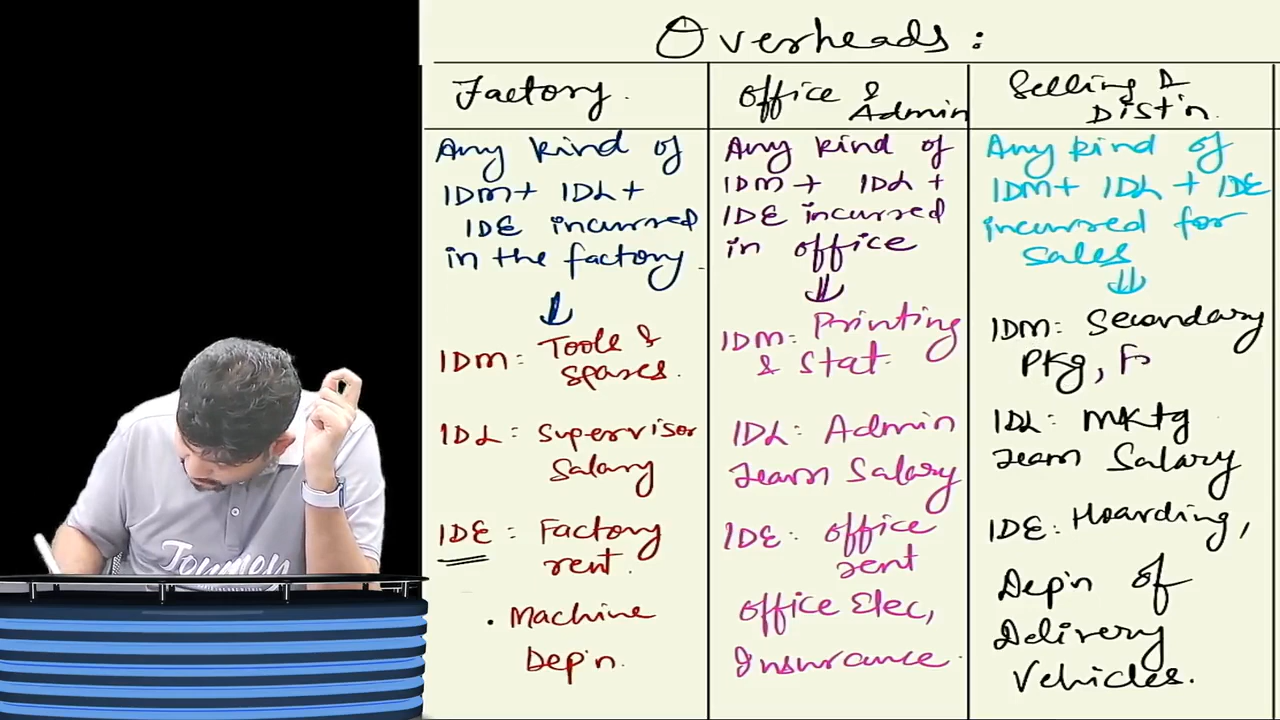 Overheads:
Factory.
Any kind of
IDM+ IDL+
IDE incurred
in the factory.
IDM: Tools &
Spares.
IDL: Supervisor
Salary
IDE: Factory
rent.
• Machine
Dep'n.
Office &
Admin
Any kind of
IDM+ IDL+
IDE incurred
in office
IDM: Printing
& Stat.
IDL: Admin
Team Salary
IDE: office
rent
office Elec,
Insurance.
Selling &
Dist'n.
Any kind of
IDM+ IDL + IDE
incurred for
Sales
IDM: Secondary
Pkg,
IDL: Mktg
Team Salary
IDE: Hoarding,
Dep'n of
Delivery
Vehicles.